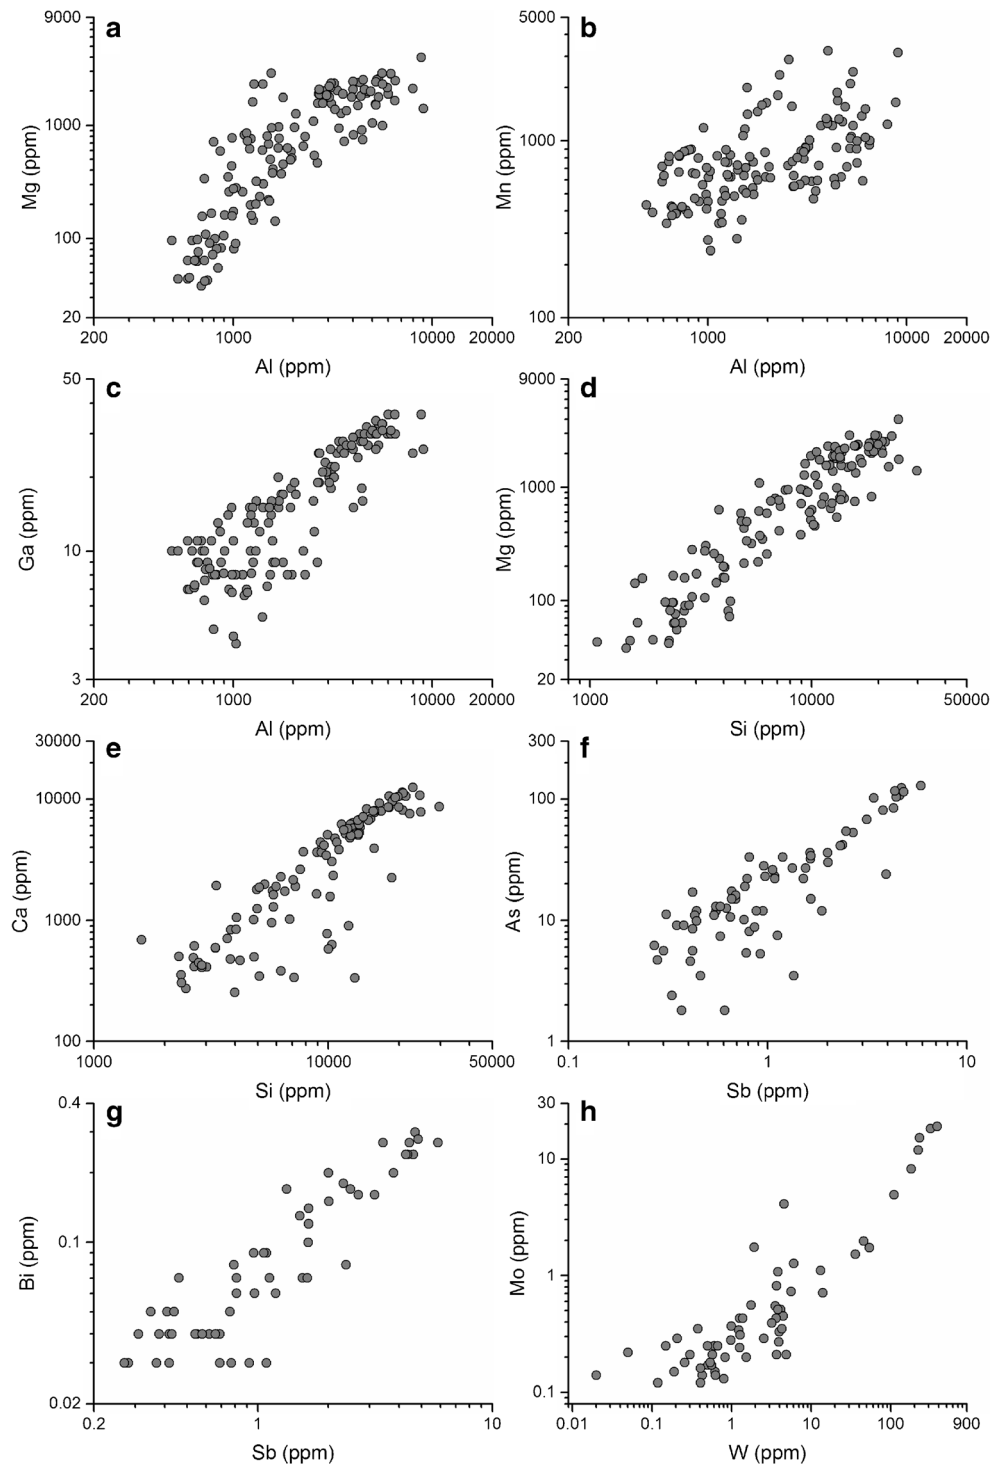 a
9000
1000
100
20
Mg (ppm)
200
1000
10000
20000
Al (ppm)
b
5000
1000
100
Mn (ppm)
200
1000
10000
20000
Al (ppm)
c
50
10
3
Ga (ppm)
200
1000
10000
20000
Al (ppm)
d
9000
1000
100
20
Mg (ppm)
1000
10000
50000
Si (ppm)
e
30000
10000
1000
100
Ca (ppm)
1000
10000
50000
Si (ppm)
f
300
100
10
1
As (ppm)
0.1
1
10
Sb (ppm)
g
0.4
0.1
0.02
Bi (ppm)
0.2
1
10
Sb (ppm)
h
30
10
1
0.1
Mo (ppm)
0.01
0.1
1
10
100
900
W (ppm)